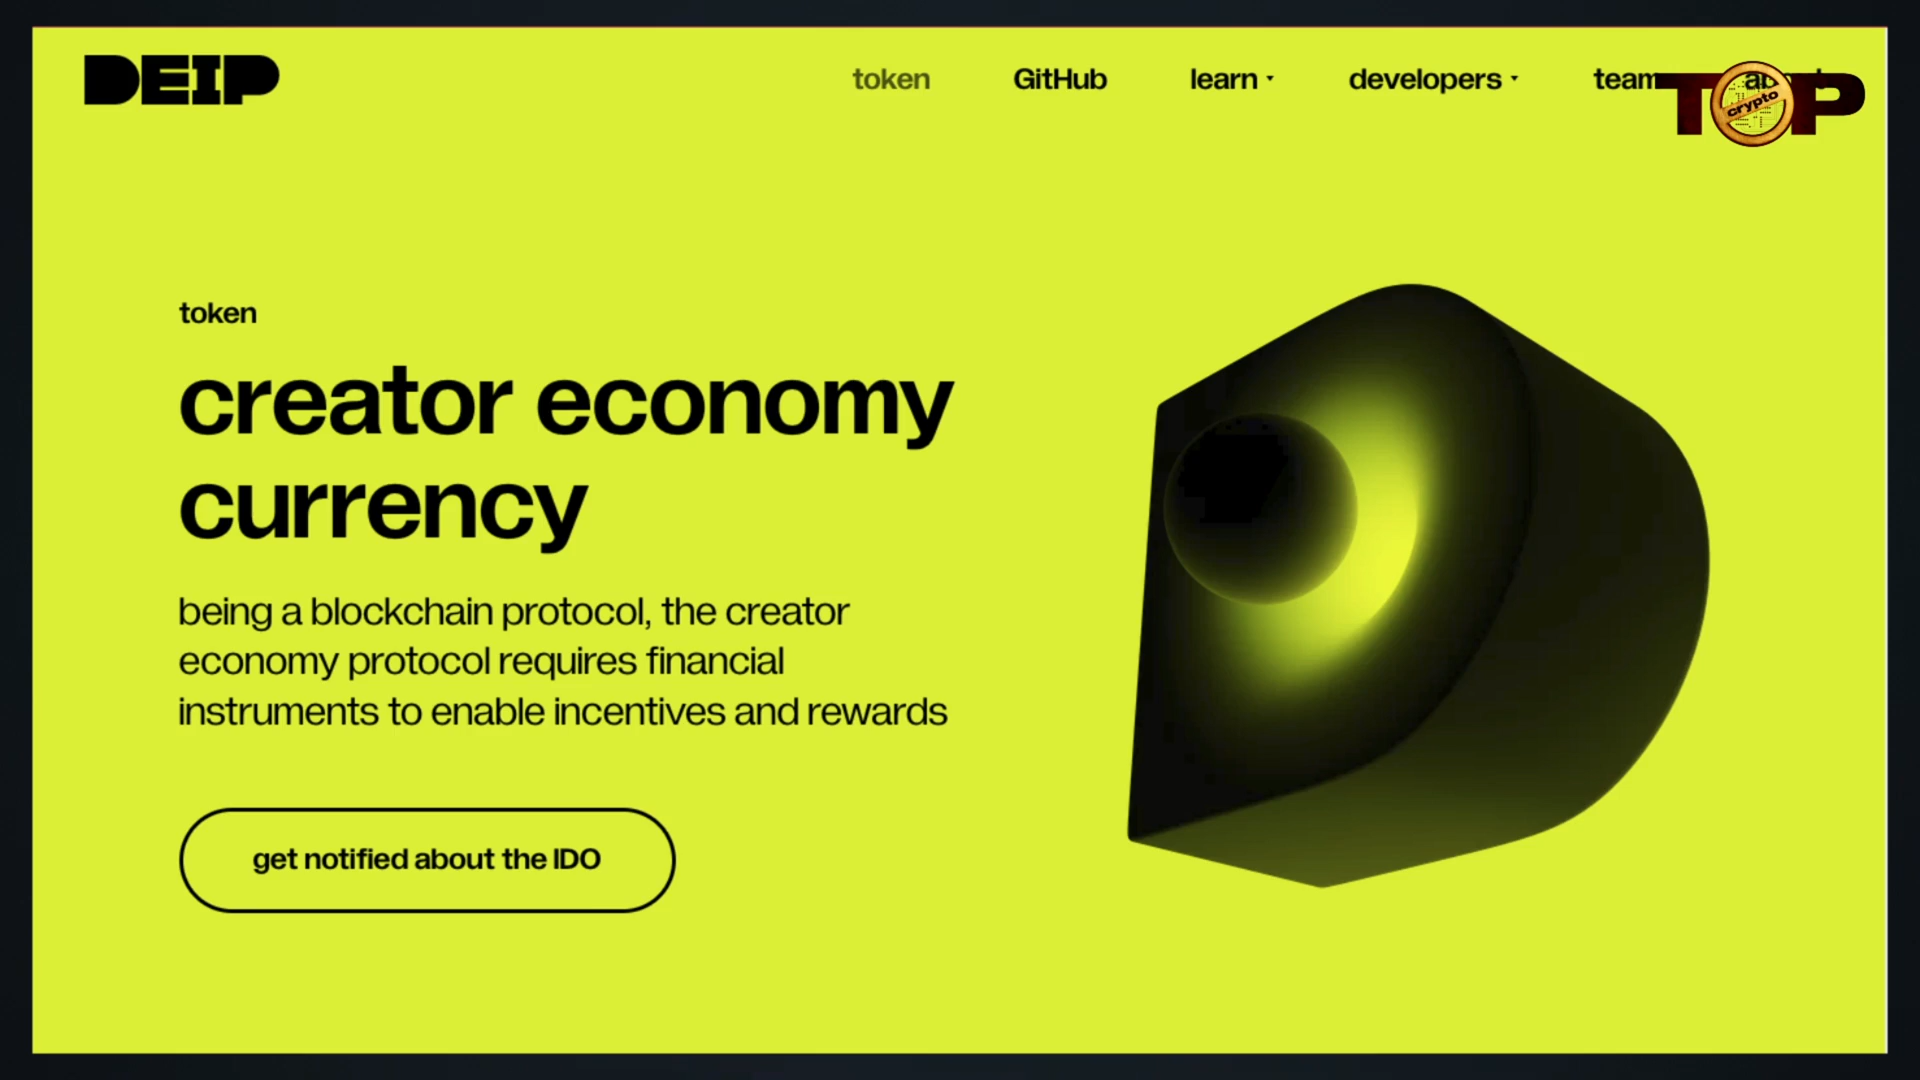 DEIP
token
GitHub
learn
developers
team
TOP
crypto
token
creator economy
currency
being a blockchain protocol, the creator
economy protocol requires financial
instruments to enable incentives and rewards
get notified about the IDO